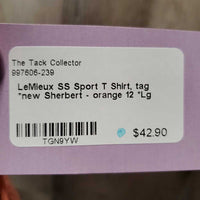 The Tack Collector
997606-239
LeMieux SS Sport T Shirt, tag
*new Sherbert - orange 12 *Lg
TGN9YW
$42.90